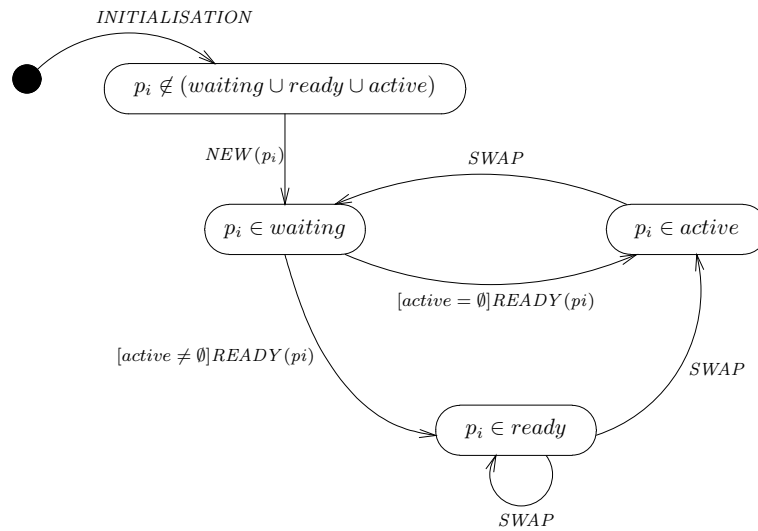 INITIALISATION
p_i ∉ (waiting ∪ ready ∪ active)
NEW(p_i)
SWAP
p_i ∈ waiting
p_i ∈ active
[active = ∅]READY(pi)
[active ≠ ∅]READY(pi)
SWAP
p_i ∈ ready
SWAP